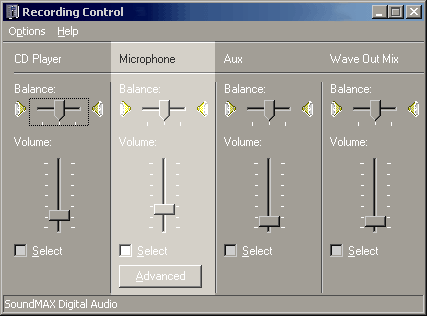 Recording Control
Options Help
CD Player Microphone Aux Wave Out Mix
Balance: Balance: Balance: Balance:
Volume: Volume: Volume: Volume:
Select Select Select Select
Advanced
SoundMAX Digital Audio